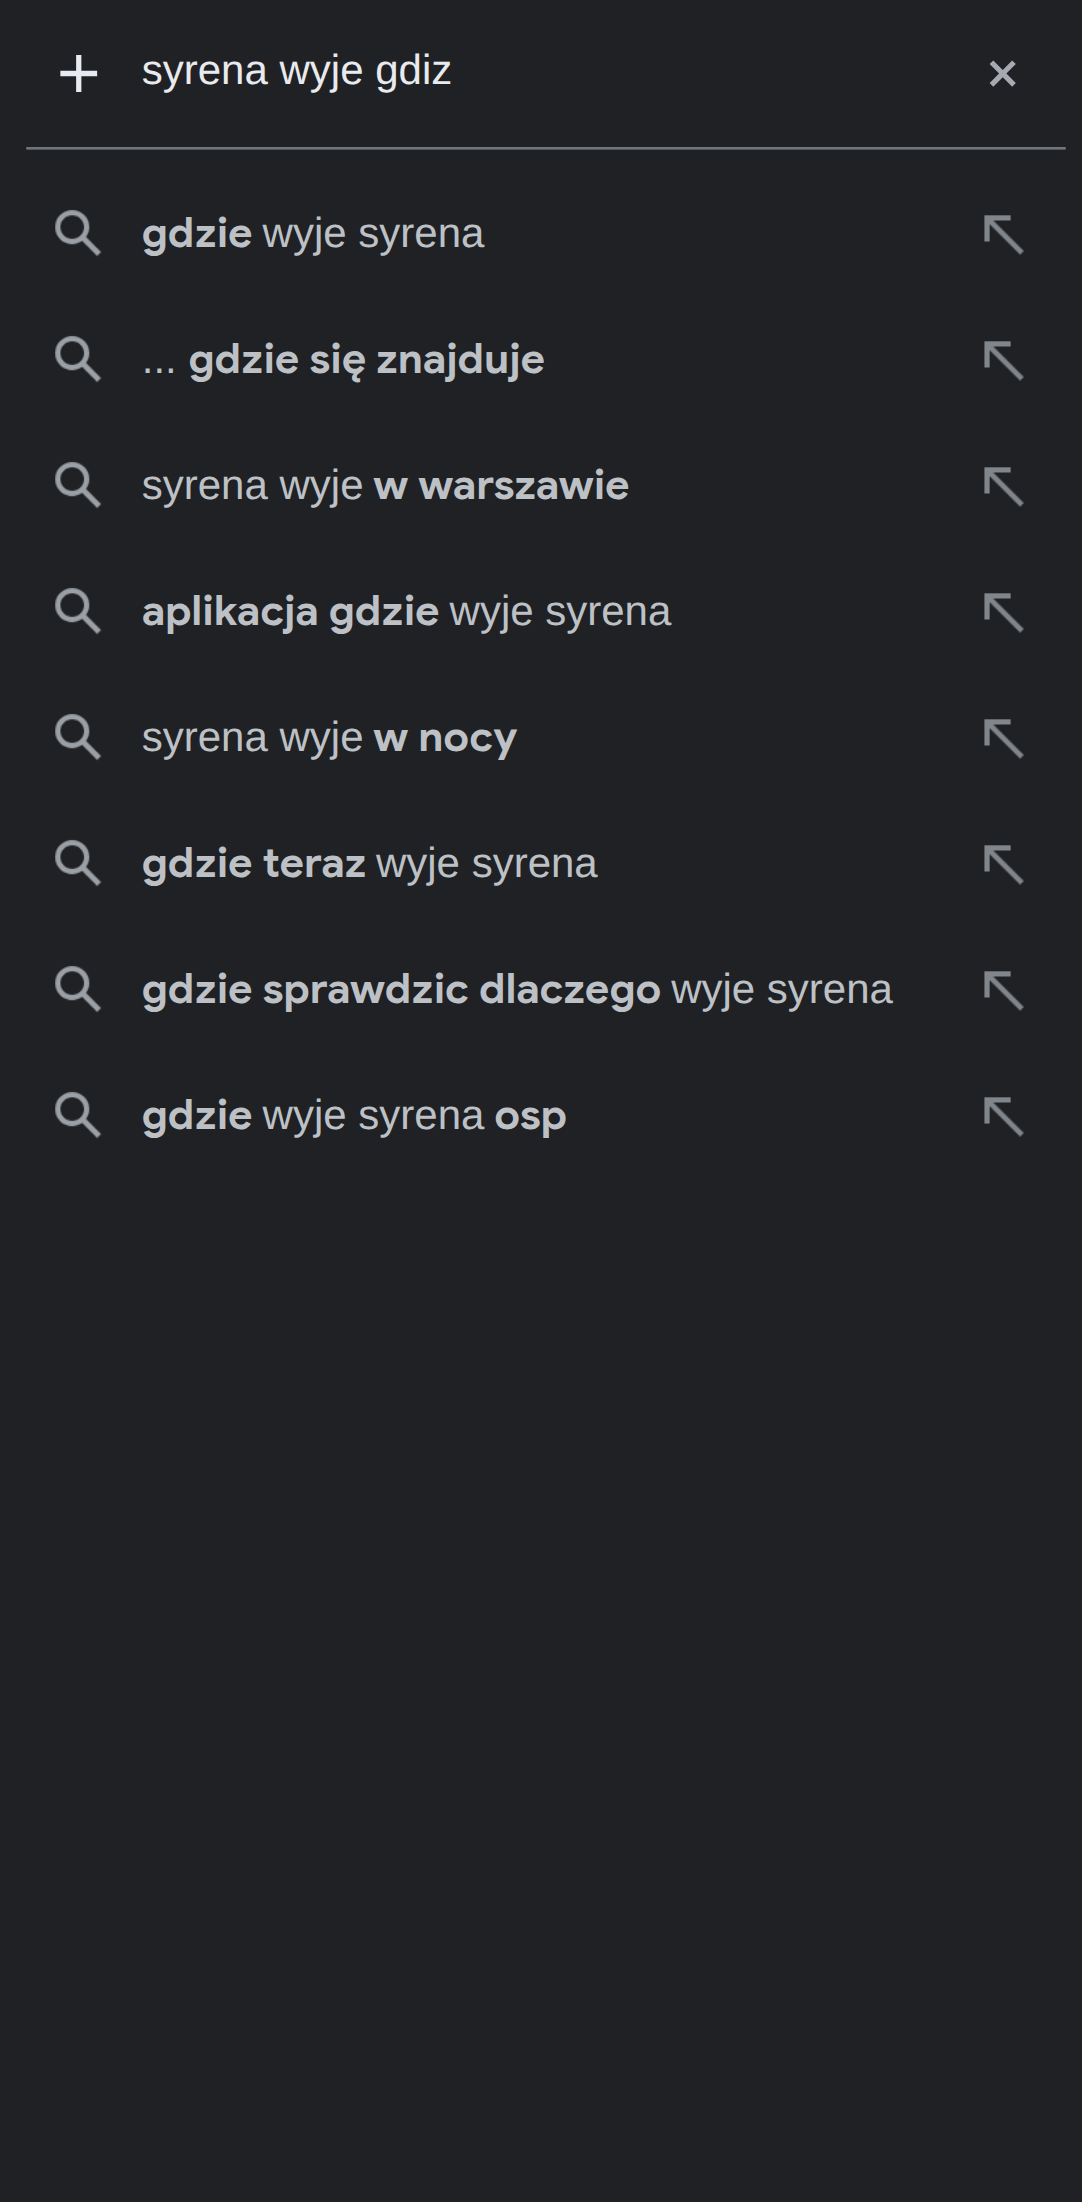 syrena wyje gdiz
gdzie wyje syrena
... gdzie się znajduje
syrena wyje w warszawie
aplikacja gdzie wyje syrena
syrena wyje w nocy
gdzie teraz wyje syrena
gdzie sprawdzic dlaczego wyje syrena
gdzie wyje syrena osp